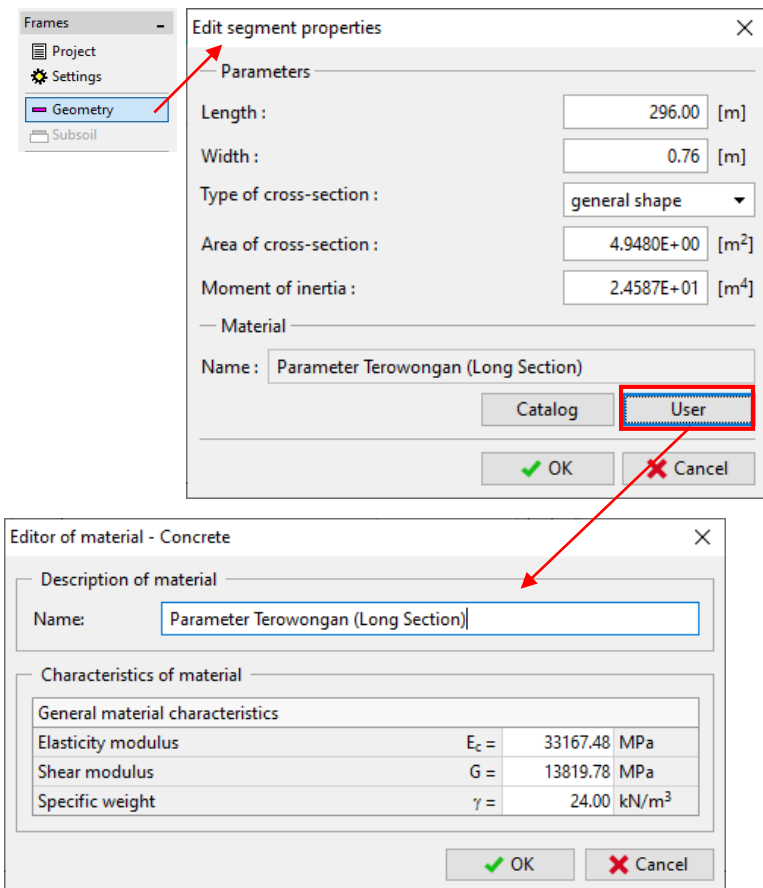 Frames
Project
Settings
Geometry
Subsoil
Edit segment properties
Parameters
Length : 296.00 [m]
Width : 0.76 [m]
Type of cross-section : general shape
Area of cross-section : 4.9480E+00 [m²]
Moment of inertia : 2.4587E+01 [m⁴]
Material
Name : Parameter Terowongan (Long Section)
Catalog User
OK Cancel
Editor of material - Concrete
Description of material
Name: Parameter Terowongan (Long Section)
Characteristics of material
General material characteristics
Elasticity modulus Ec = 33167.48 MPa
Shear modulus G = 13819.78 MPa
Specific weight γ = 24.00 kN/m³
OK Cancel